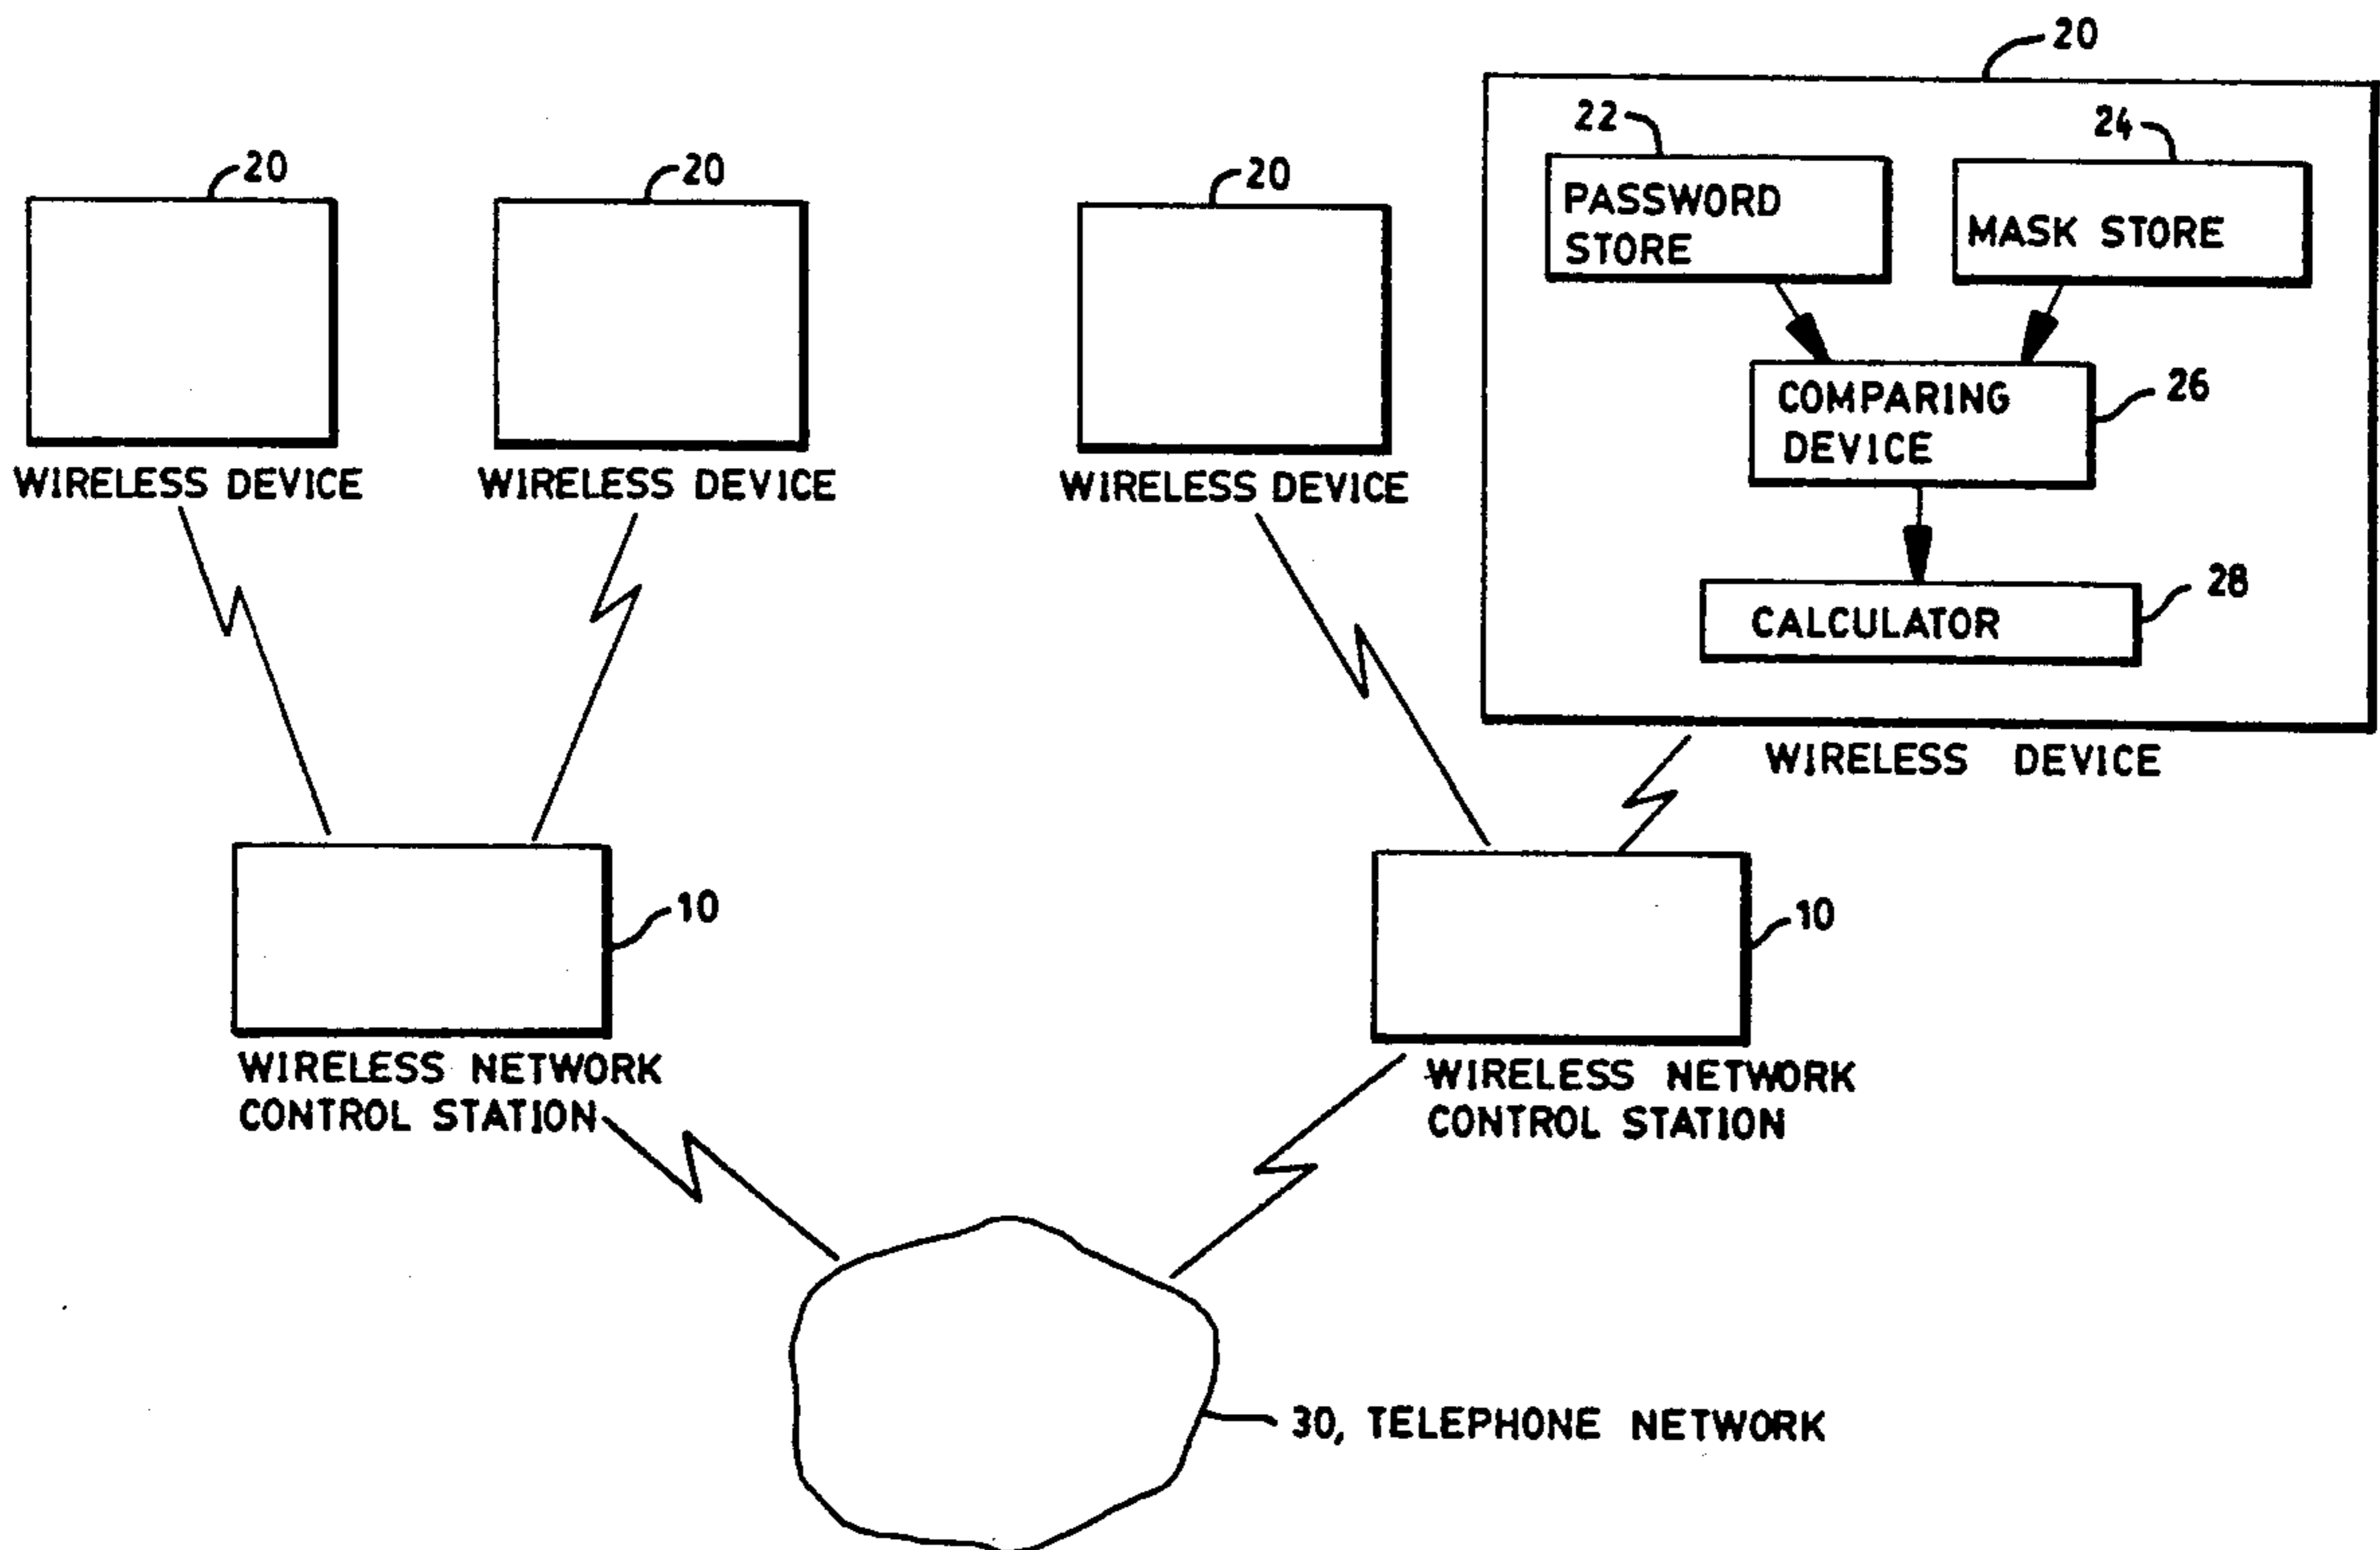 20
22
24
20
20
20
PASSWORD
STORE
MASK STORE
COMPARING
DEVICE
26
WIRELESS DEVICE
WIRELESS DEVICE
WIRELESS DEVICE
28
CALCULATOR
WIRELESS DEVICE
10
10
WIRELESS NETWORK
CONTROL STATION
WIRELESS NETWORK
CONTROL STATION
30, TELEPHONE NETWORK